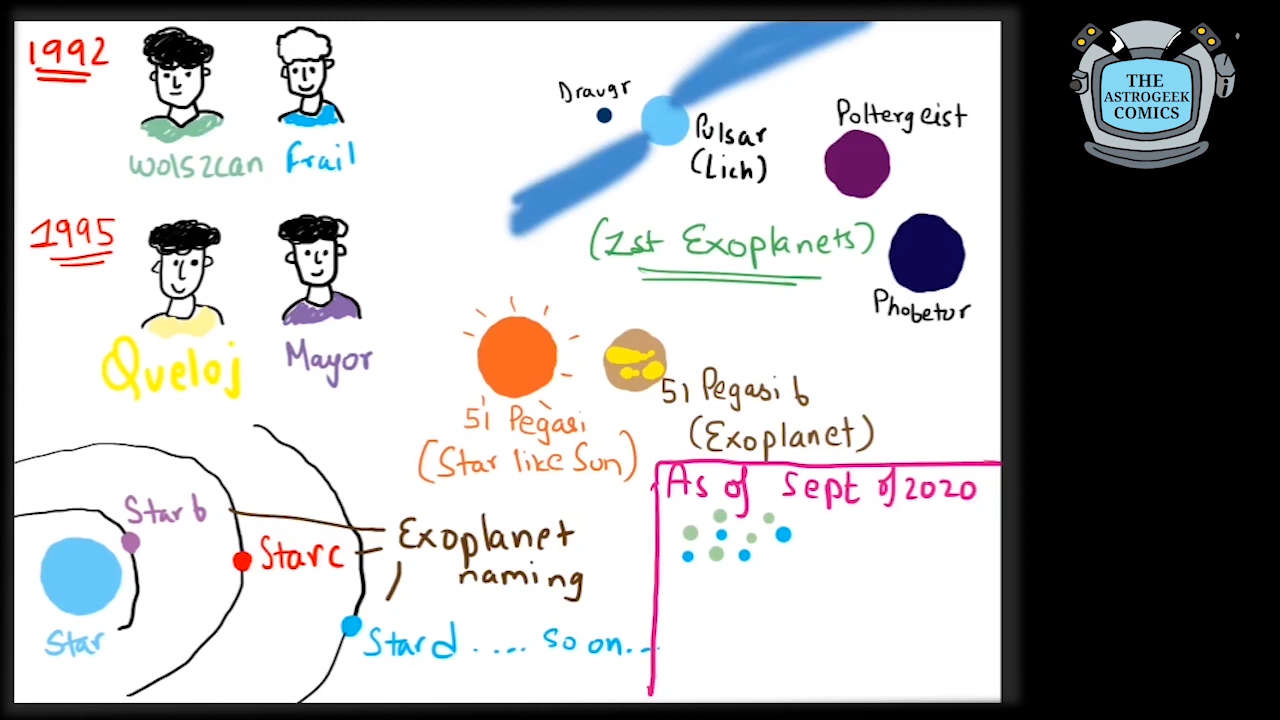 1992
Wolszcan
Frail
Draugr
Pulsar
(Lich)
Poltergeist
Phobetor
(1st Exoplanets)
1995
Queloj
Mayor
51 Pegasi
(Star like Sun)
51 Pegasi b
(Exoplanet)
Star
Star b
Star c
Star d ..... so on...
Exoplanet
naming
As of Sept of 2020
THE
ASTROGEEK
COMICS